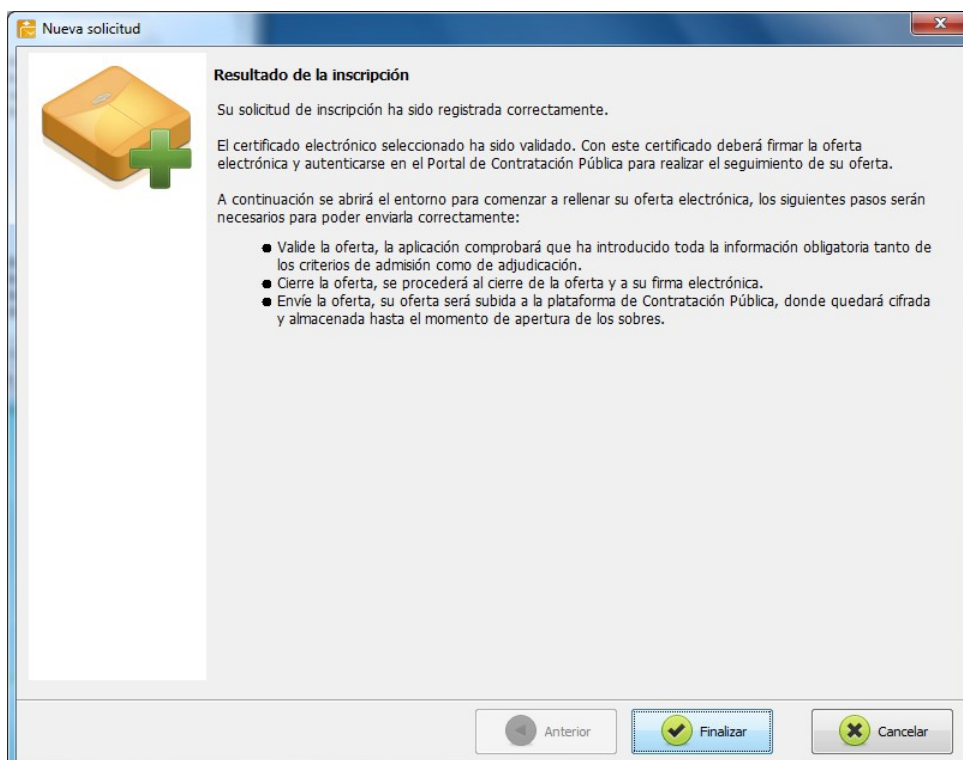 Nueva solicitud
Resultado de la inscripción
Su solicitud de inscripción ha sido registrada correctamente.
El certificado electrónico seleccionado ha sido validado. Con este certificado deberá firmar la oferta
electrónica y autenticarse en el Portal de Contratación Pública para realizar el seguimiento de su oferta.
A continuación se abrirá el entorno para comenzar a rellenar su oferta electrónica, los siguientes pasos serán
necesarios para poder enviarla correctamente:
● Valide la oferta, la aplicación comprobará que ha introducido toda la información obligatoria tanto de
los criterios de admisión como de adjudicación.
● Cierre la oferta, se procederá al cierre de la oferta y a su firma electrónica.
● Envíe la oferta, su oferta será subida a la plataforma de Contratación Pública, donde quedará cifrada
y almacenada hasta el momento de apertura de los sobres.
Anterior
Finalizar
Cancelar